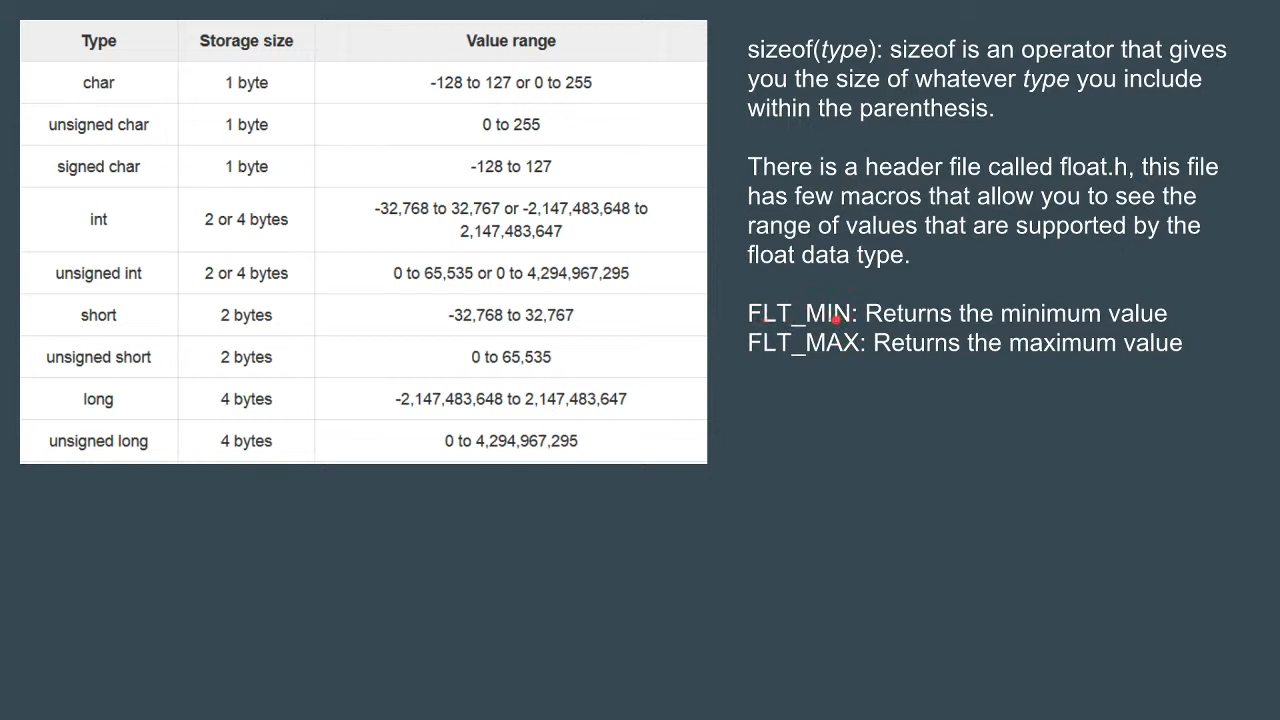 Type Storage size Value range
char 1 byte -128 to 127 or 0 to 255
unsigned char 1 byte 0 to 255
signed char 1 byte -128 to 127
int 2 or 4 bytes -32,768 to 32,767 or -2,147,483,648 to
2,147,483,647
unsigned int 2 or 4 bytes 0 to 65,535 or 0 to 4,294,967,295
short 2 bytes -32,768 to 32,767
unsigned short 2 bytes 0 to 65,535
long 4 bytes -2,147,483,648 to 2,147,483,647
unsigned long 4 bytes 0 to 4,294,967,295
sizeof(type): sizeof is an operator that gives
you the size of whatever type you include
within the parenthesis.
There is a header file called float.h, this file
has few macros that allow you to see the
range of values that are supported by the
float data type.
FLT_MIN: Returns the minimum value
FLT_MAX: Returns the maximum value